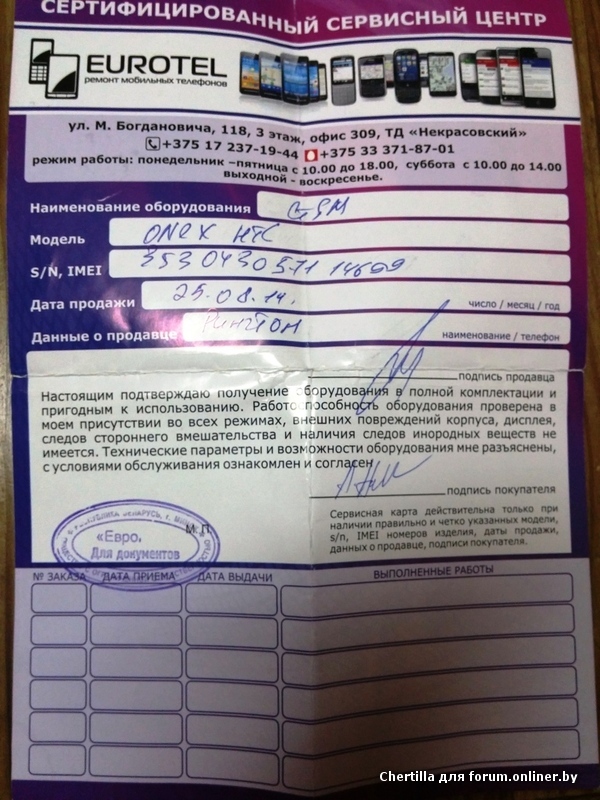 СЕРТИФИЦИРОВАННЫЙ СЕРВИСНЫЙ ЦЕНТР
EUROTEL
ремонт мобильных телефонов
ул. М. Богдановича, 118, 3 этаж, офис 309, ТД «Некрасовский»
+375 17 237-19-44 +375 33 371-87-01
режим работы: понедельник –пятница с 10.00 до 18.00, суббота с 10.00 до 14.00
выходной - воскресенье.
Наименование оборудования GSM
Модель ONE X HTC
S/N, IMEI 353043057114699
Дата продажи 25.08.14. число / месяц / год
Данные о продавце Рингтон наименование / телефон
подпись продавца
Настоящим подтверждаю получение оборудования в полной комплектации и
пригодным к использованию. Работоспособность оборудования проверена в
моем присутствии во всех режимах, внешних повреждений корпуса, дисплея,
следов стороннего вмешательства и наличия следов инородных веществ не
имеется. Технические параметры и возможности оборудования мне разъяснены,
с условиями обслуживания ознакомлен и согласен
подпись покупателя
Сервисная карта действительна только при
наличии правильно и четко указанных модели,
s/n, IMEI номеров изделия, даты продажи,
данных о продавце, подписи покупателя.
М.П.
«Евро
Для документов
№ ЗАКАЗА ДАТА ПРИЕМА ДАТА ВЫДАЧИ ВЫПОЛНЕННЫЕ РАБОТЫ
Chertilla для forum.onliner.by